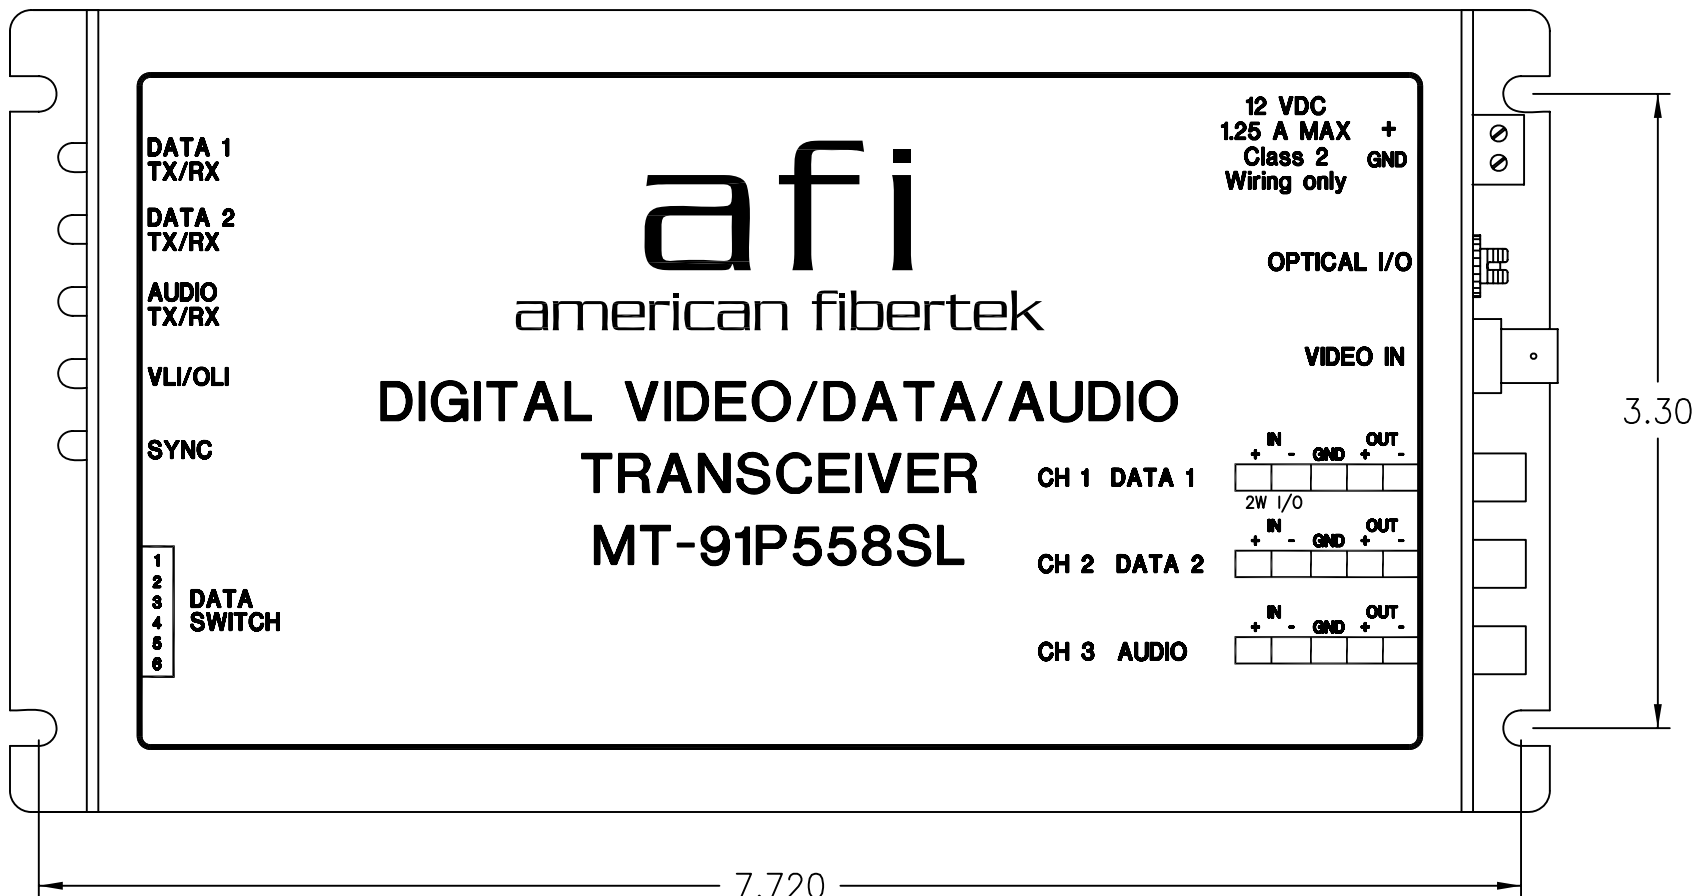 DATA 1
TX/RX
DATA 2
TX/RX
AUDIO
TX/RX
VLI/OLI
SYNC
1
2
3
4
5
6
DATA
SWITCH
afi
american fibertek
DIGITAL VIDEO/DATA/AUDIO
TRANSCEIVER
MT-91P558SL
12 VDC
1.25 A MAX +
Class 2 GND
Wiring only
OPTICAL I/O
VIDEO IN
IN OUT
+ - GND + -
CH 1 DATA 1
2W I/O
IN OUT
+ - GND + -
CH 2 DATA 2
IN OUT
+ - GND + -
CH 3 AUDIO
3.30
7.720